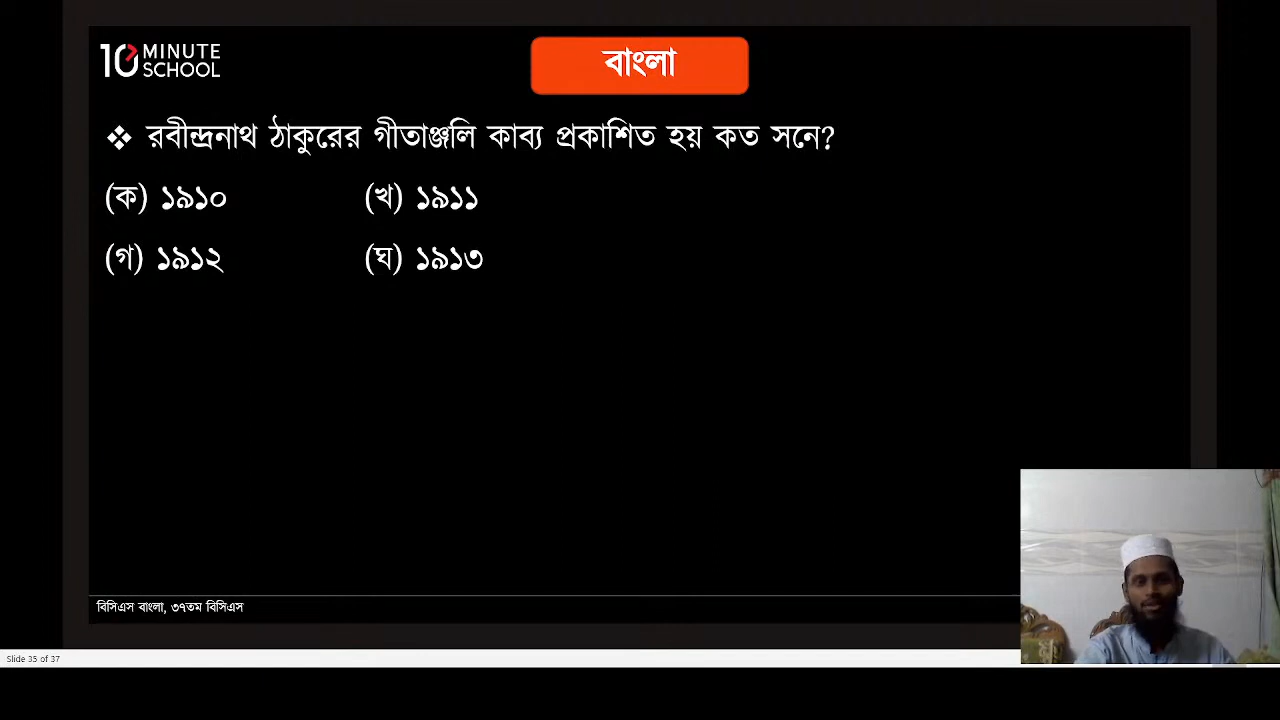 10 MINUTE SCHOOL
বাংলা
❖ রবীন্দ্রনাথ ঠাকুরের গীতাঞ্জলি কাব্য প্রকাশিত হয় কত সনে?
(ক) ১৯১০ (খ) ১৯১১
(গ) ১৯১২ (ঘ) ১৯১৩
বিসিএস বাংলা, ৩৭তম বিসিএস
Slide 35 of 37